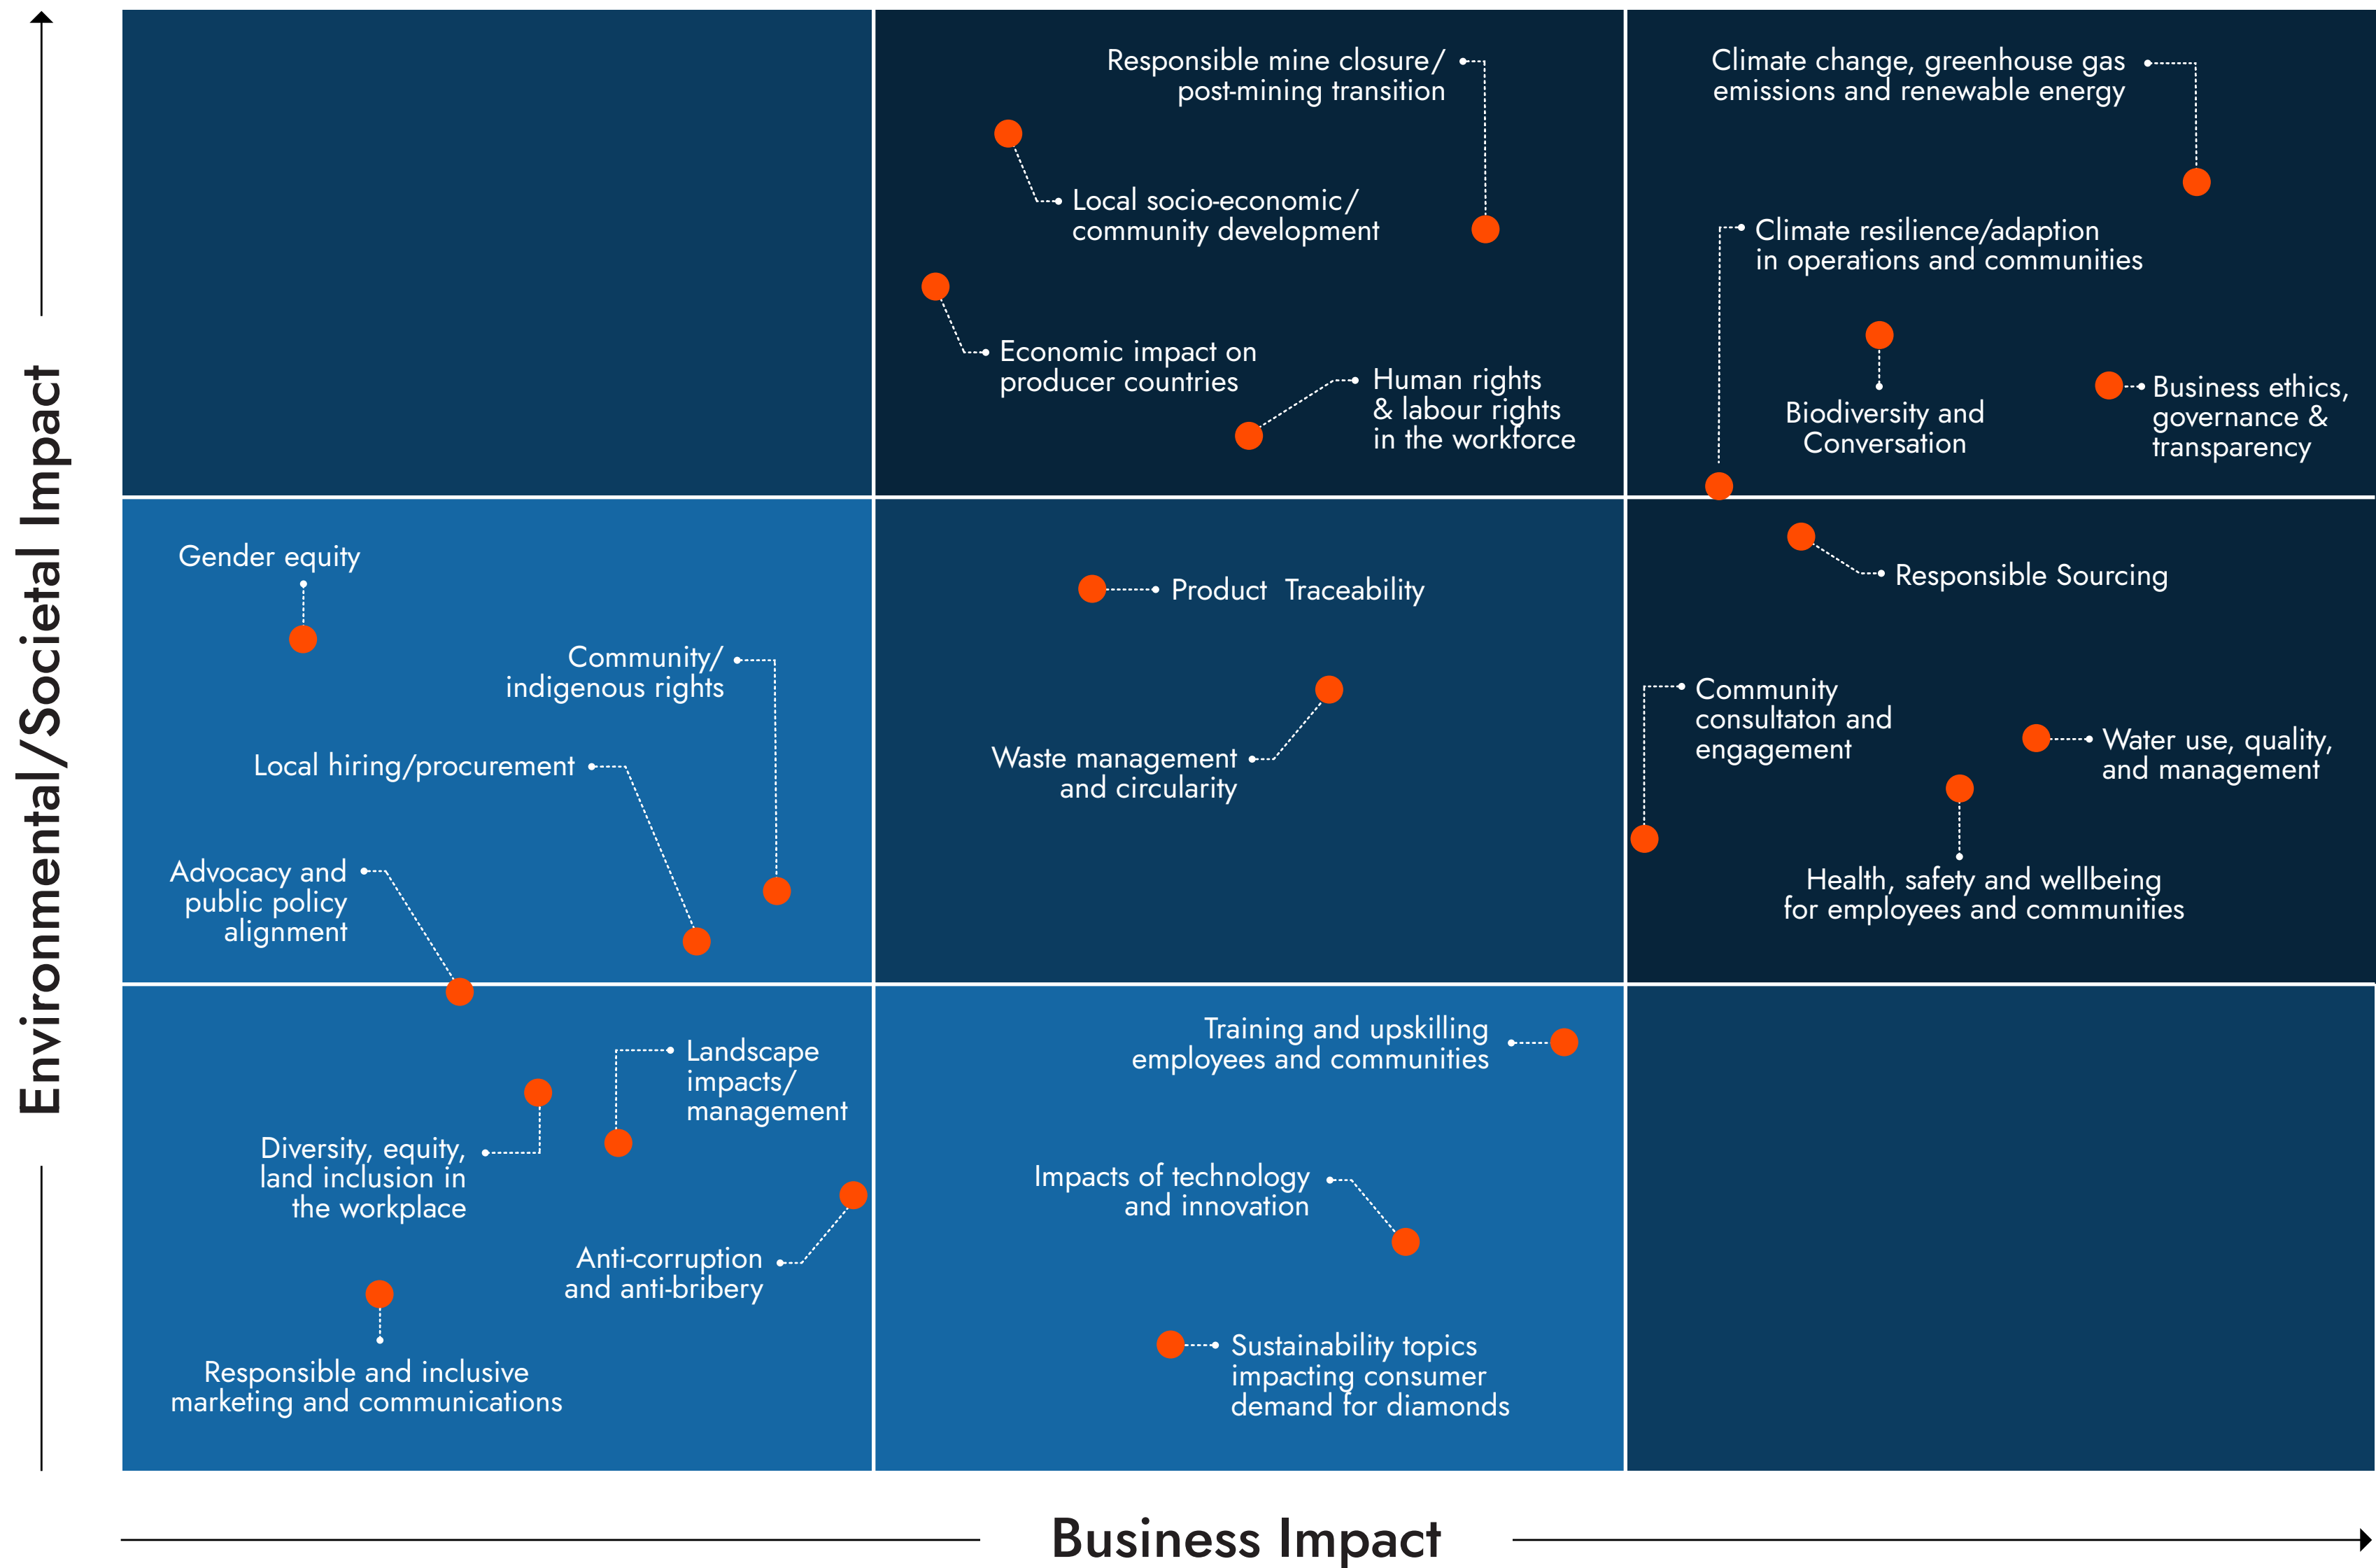 Environmental/Societal Impact
Responsible mine closure/
post-mining transition
Climate change, greenhouse gas
emissions and renewable energy
Local socio-economic/
community development
Climate resilience/adaption
in operations and communities
Economic impact on
producer countries
Human rights
& labour rights
in the workforce
Biodiversity and
Conversation
Business ethics,
governance &
transparency
Gender equity
Community/
indigenous rights
Local hiring/procurement
Advocacy and
public policy
alignment
Product Traceability
Waste management
and circularity
Responsible Sourcing
Community
consultaton and
engagement
Water use, quality,
and management
Health, safety and wellbeing
for employees and communities
Landscape
impacts/
management
Diversity, equity,
land inclusion in
the workplace
Anti-corruption
and anti-bribery
Responsible and inclusive
marketing and communications
Training and upskilling
employees and communities
Impacts of technology
and innovation
Sustainability topics
impacting consumer
demand for diamonds
Business Impact